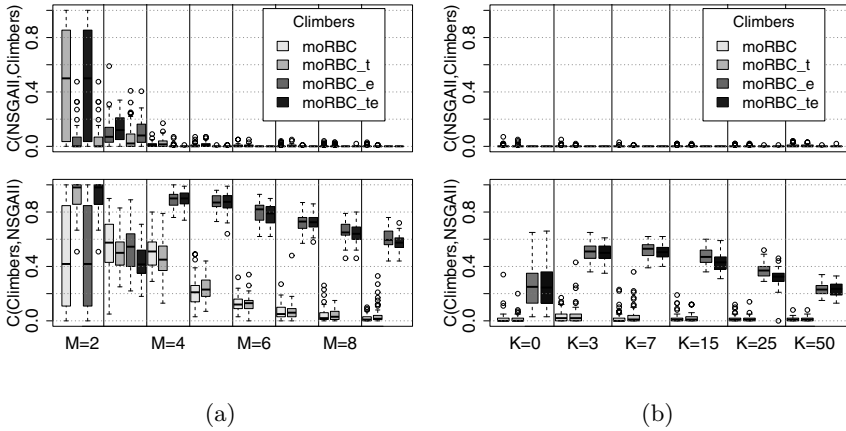 C(NSGAII,Climbers)
0.0 0.4 0.8
Climbers
moRBC
moRBC_t
moRBC_e
moRBC_te
C(Climbers,NSGAII)
0.0 0.4 0.8
M=2 M=4 M=6 M=8
(a)
C(NSGAII,Climbers)
0.0 0.4 0.8
Climbers
moRBC
moRBC_t
moRBC_e
moRBC_te
C(Climbers,NSGAII)
0.0 0.4 0.8
K=0 K=3 K=7 K=15 K=25 K=50
(b)